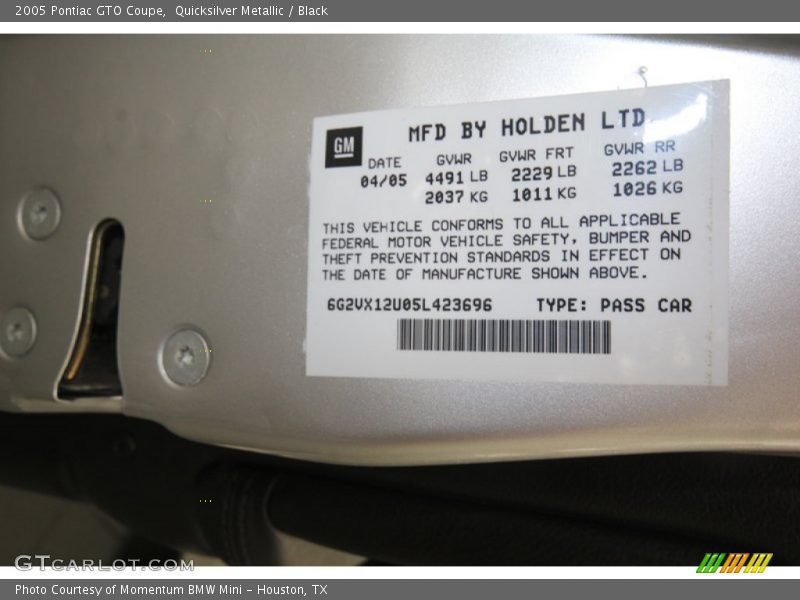 2005 Pontiac GTO Coupe,  Quicksilver Metallic / Black
GM
MFD BY HOLDEN LTD
DATE GVWR GVWR FRT GVWR RR
04/05 4491 LB 2229 LB 2262 LB
2037 KG 1011 KG 1026 KG
THIS VEHICLE CONFORMS TO ALL APPLICABLE
FEDERAL MOTOR VEHICLE SAFETY, BUMPER AND
THEFT PREVENTION STANDARDS IN EFFECT ON
THE DATE OF MANUFACTURE SHOWN ABOVE.
6G2VX12U05L423696 TYPE: PASS CAR
GTCARLOT.COM
Photo Courtesy of Momentum BMW Mini - Houston, TX